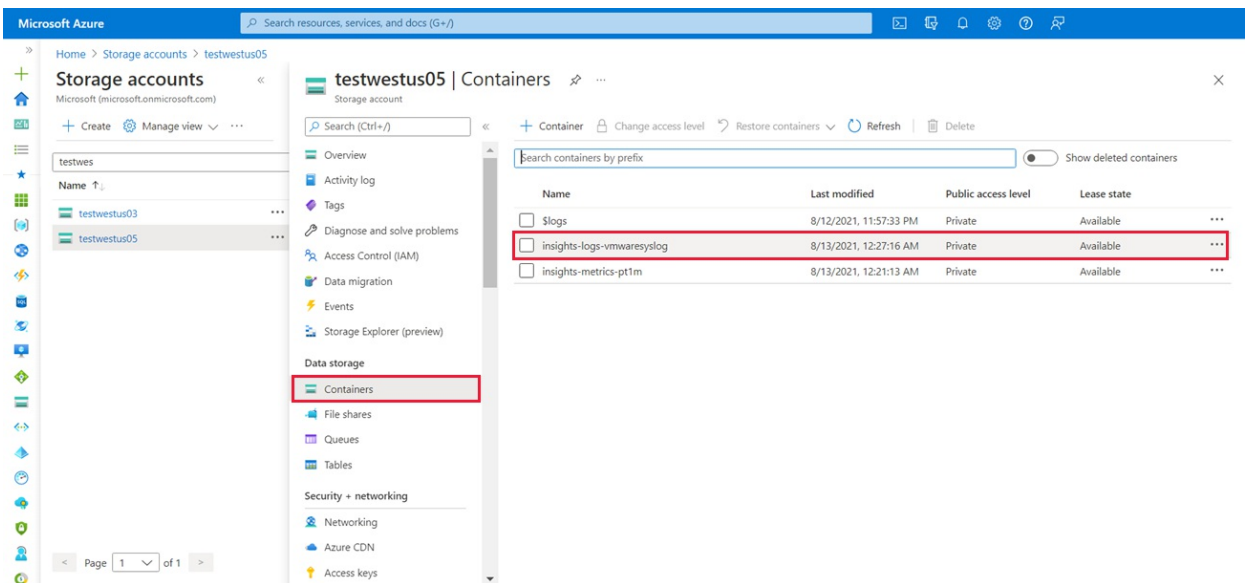 Microsoft Azure
Search resources, services, and docs (G+/)
Home > Storage accounts > testwestus05
Storage accounts
Microsoft (microsoft.onmicrosoft.com)
+ Create Manage view ...
testwes
Name ↑↓
testwestus03 ...
testwestus05 ...
< Page 1 of 1 >
testwestus05 | Containers ...
Storage account
Search (Ctrl+/)
Overview
Activity log
Tags
Diagnose and solve problems
Access Control (IAM)
Data migration
Events
Storage Explorer (preview)
Data storage
Containers
File shares
Queues
Tables
Security + networking
Networking
Azure CDN
Access keys
+ Container Change access level Restore containers Refresh | Delete
Search containers by prefix
Show deleted containers
Name Last modified Public access level Lease state
$logs 8/12/2021, 11:57:33 PM Private Available ...
insights-logs-vmwaresyslog 8/13/2021, 12:27:16 AM Private Available ...
insights-metrics-pt1m 8/13/2021, 12:21:13 AM Private Available ...